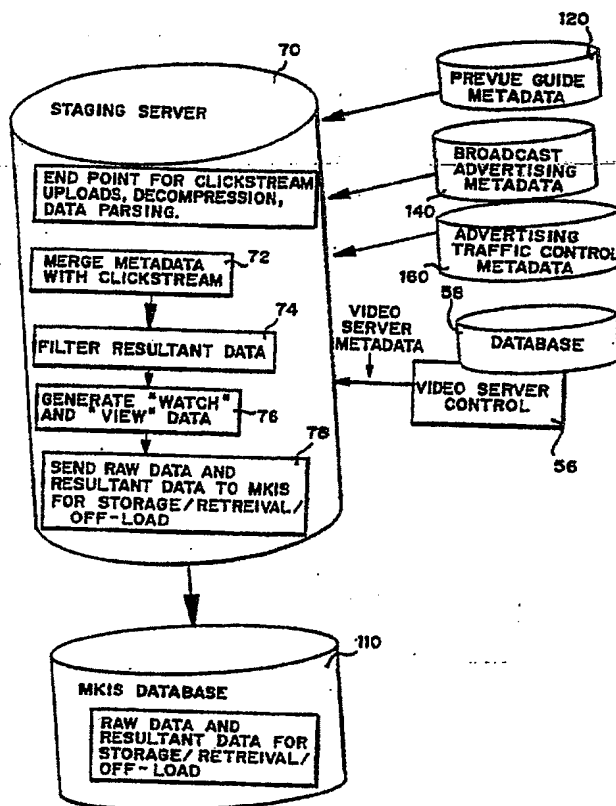 70
STAGING SERVER
END POINT FOR CLICKSTREAM
UPLOADS, DECOMPRESSION,
DATA PARSING.
72
MERGE METADATA
WITH CLICKSTREAM
74
FILTER RESULTANT DATA
GENERATE "WATCH"
AND "VIEW" DATA
76
78
SEND RAW DATA AND
RESULTANT DATA TO MKIS
FOR STORAGE/RETREIVAL/
OFF-LOAD
120
PREVUE GUIDE
METADATA
BROADCAST
ADVERTISING
METADATA
140
ADVERTISING
TRAFFIC CONTROL
METADATA
160
58
VIDEO
SERVER
METADATA
DATABASE
VIDEO SERVER
CONTROL
56
110
MKIS DATABASE
RAW DATA AND
RESULTANT DATA FOR
STORAGE/RETREIVAL/
OFF-LOAD